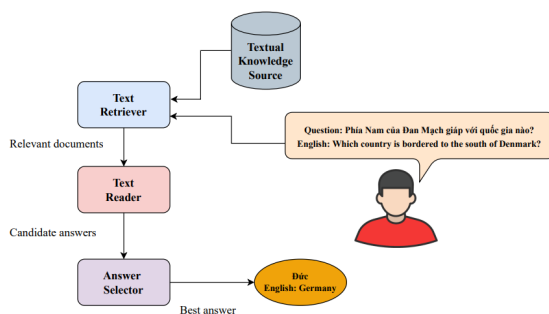 Textual
Knowledge
Source
Text
Retriever
Question: Phía Nam của Đan Mạch giáp với quốc gia nào?
English: Which country is bordered to the south of Denmark?
Relevant documents
Text
Reader
Candidate answers
Answer
Selector
Đức
English: Germany
Best answer